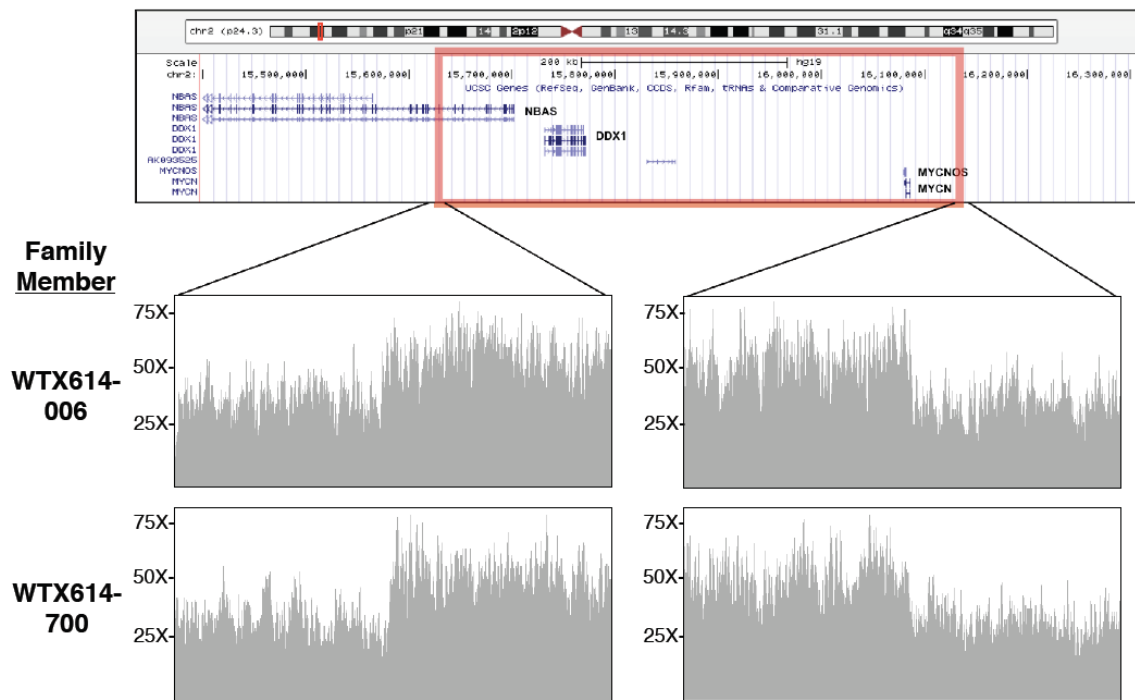 chr2 (p24.3) p21 14 2p12 13 14.3 31.1 q34 q35
Scale 200 kb hg19
chr2: 15,500,000 15,600,000 15,700,000 15,800,000 15,900,000 16,000,000 16,100,000 16,200,000 16,300,000
UCSC Genes (RefSeq, GenBank, CCDS, Rfam, tRNAs & Comparative Genomics)
NBAS
NBAS NBAS
NBAS
DDX1
DDX1 DDX1
DDX1
AK093525
MYCNOS MYCNOS
MYCN MYCN
MYCN
Family
Member
75X 75X
50X 50X
WTX614-
006
25X 25X
75X 75X
50X 50X
WTX614-
700
25X 25X